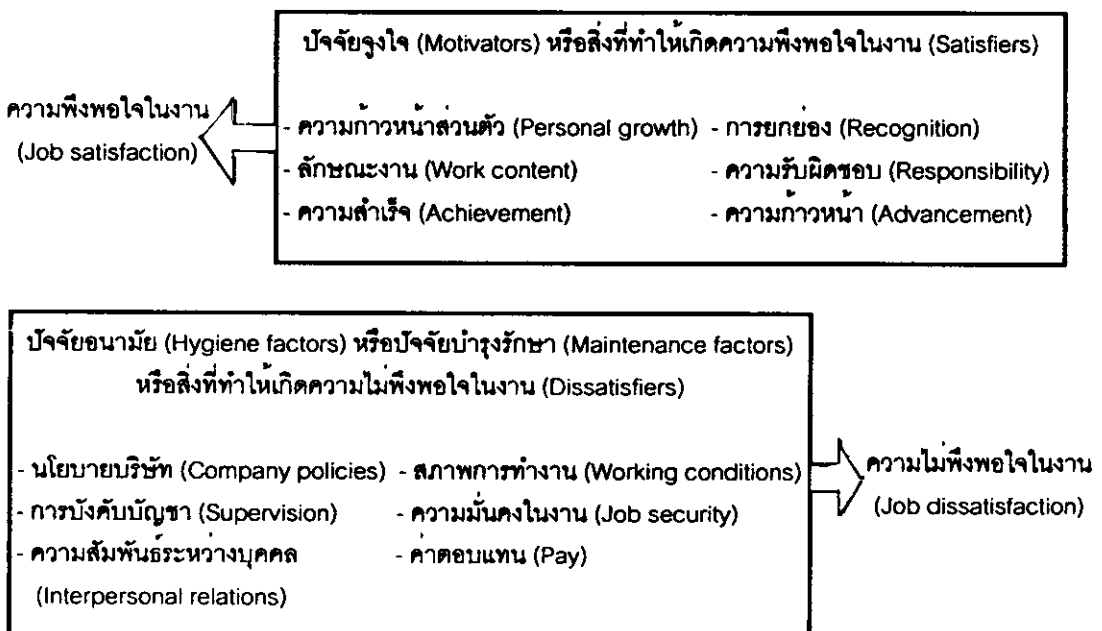 ปัจจัยจูงใจ (Motivators) หรือสิ่งที่ทำให้เกิดความพึงพอใจในงาน (Satisfiers)
ความพึงพอใจในงาน
(Job satisfaction)
- ความก้าวหน้าส่วนตัว (Personal growth) - การยกย่อง (Recognition)
- ลักษณะงาน (Work content) - ความรับผิดชอบ (Responsibility)
- ความสำเร็จ (Achievement) - ความก้าวหน้า (Advancement)
ปัจจัยอนามัย (Hygiene factors) หรือปัจจัยบำรุงรักษา (Maintenance factors)
หรือสิ่งที่ทำให้เกิดความไม่พึงพอใจในงาน (Dissatisfiers)
- นโยบายบริษัท (Company policies) - สภาพการทำงาน (Working conditions)
- การบังคับบัญชา (Supervision) - ความมั่นคงในงาน (Job security)
- ความสัมพันธ์ระหว่างบุคคล - ค่าตอบแทน (Pay)
(Interpersonal relations)
ความไม่พึงพอใจในงาน
(Job dissatisfaction)